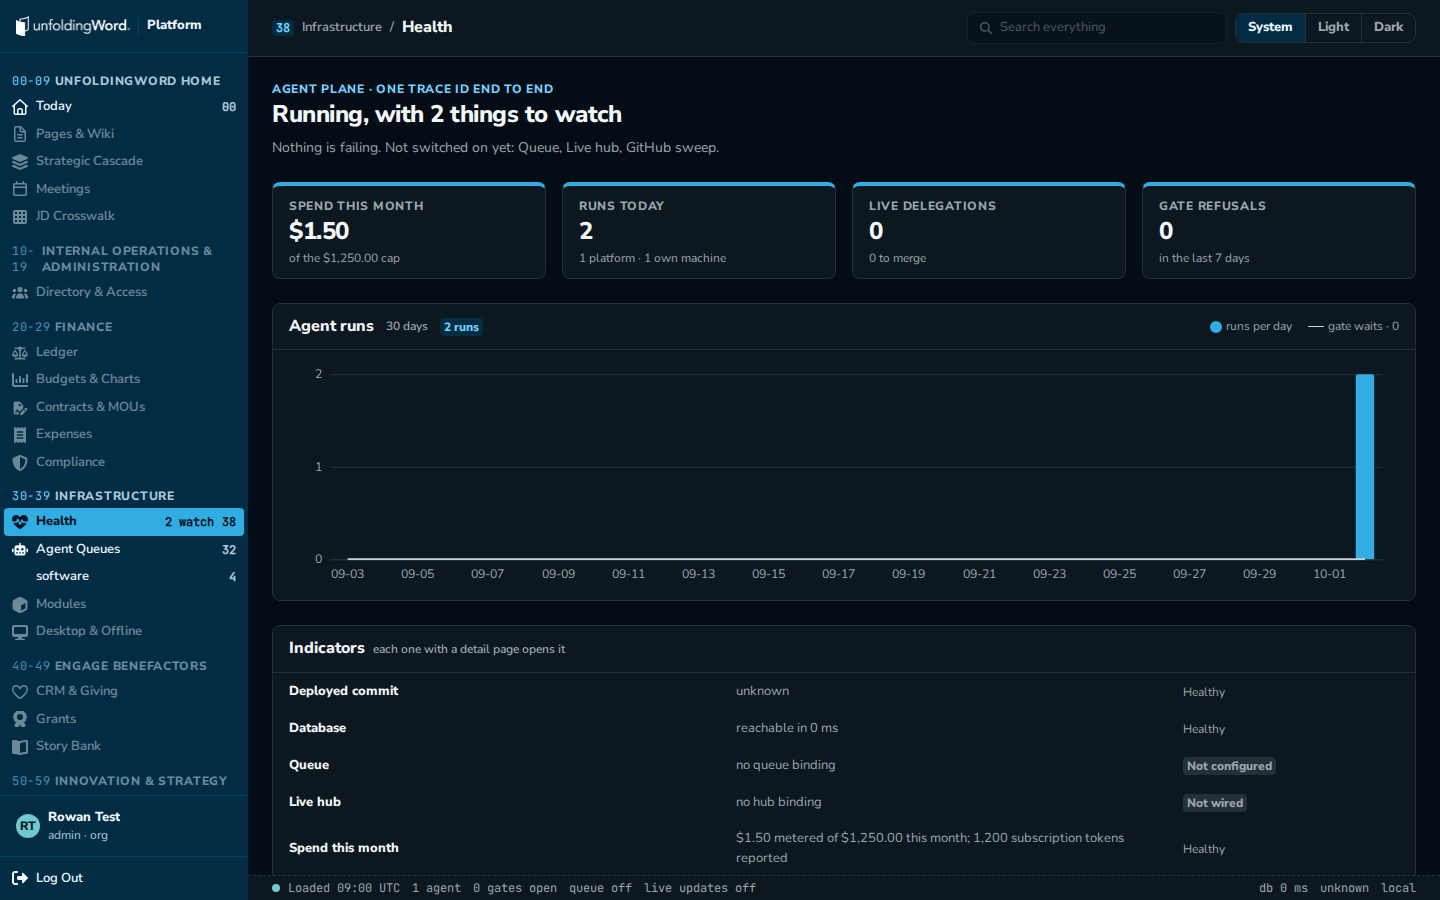 unfoldingWord Platform
00-09 UNFOLDINGWORD HOME
Today 00
Pages & Wiki
Strategic Cascade
Meetings
JD Crosswalk
10-19 INTERNAL OPERATIONS & ADMINISTRATION
Directory & Access
20-29 FINANCE
Ledger
Budgets & Charts
Contracts & MOUs
Expenses
Compliance
30-39 INFRASTRUCTURE
Health 2 watch 38
Agent Queues 32
software 4
Modules
Desktop & Offline
40-49 ENGAGE BENEFACTORS
CRM & Giving
Grants
Story Bank
50-59 INNOVATION & STRATEGY
RT Rowan Test
admin · org
Log Out
38 Infrastructure / Health
Search everything
System Light Dark
AGENT PLANE · ONE TRACE ID END TO END
Running, with 2 things to watch
Nothing is failing. Not switched on yet: Queue, Live hub, GitHub sweep.
SPEND THIS MONTH
$1.50
of the $1,250.00 cap
RUNS TODAY
2
1 platform · 1 own machine
LIVE DELEGATIONS
0
0 to merge
GATE REFUSALS
0
in the last 7 days
Agent runs 30 days 2 runs
runs per day gate waits · 0
2
1
0
09-03 09-05 09-07 09-09 09-11 09-13 09-15 09-17 09-19 09-21 09-23 09-25 09-27 09-29 10-01
Indicators each one with a detail page opens it
Deployed commit unknown Healthy
Database reachable in 0 ms Healthy
Queue no queue binding Not configured
Live hub no hub binding Not wired
Spend this month $1.50 metered of $1,250.00 this month; 1,200 subscription tokens reported Healthy
Loaded 09:00 UTC 1 agent 0 gates open queue off live updates off
db 0 ms unknown local